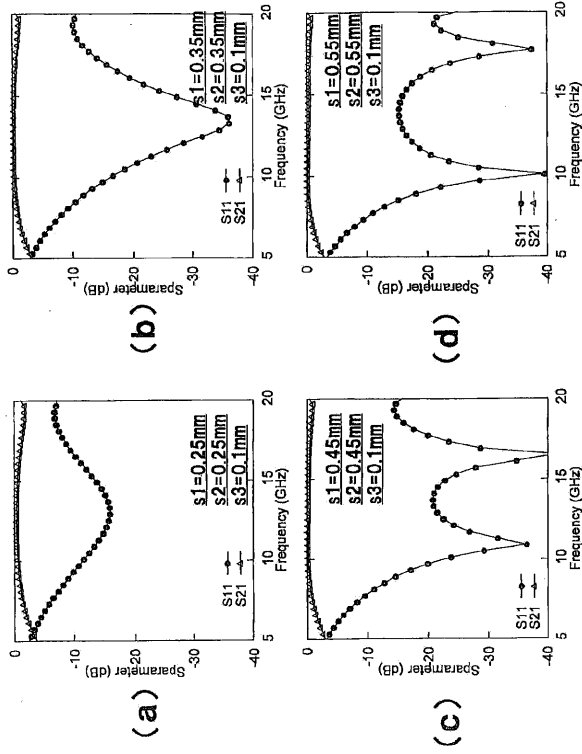 (a)
Sparameter (dB)
0
-10
-20
-30
-40
S11
S21
s1=0.25mm
s2=0.25mm
s3=0.1mm
5
10
15
20
Frequency (GHz)
(b)
Sparameter (dB)
0
-10
-20
-30
-40
S11
S21
s1=0.35mm
s2=0.35mm
s3=0.1mm
5
10
15
20
Frequency (GHz)
(c)
Sparameter (dB)
0
-10
-20
-30
-40
S11
S21
s1=0.45mm
s2=0.45mm
s3=0.1mm
5
10
15
20
Frequency (GHz)
(d)
Sparameter (dB)
0
-10
-20
-30
-40
S11
S21
s1=0.55mm
s2=0.55mm
s3=0.1mm
5
10
15
20
Frequency (GHz)